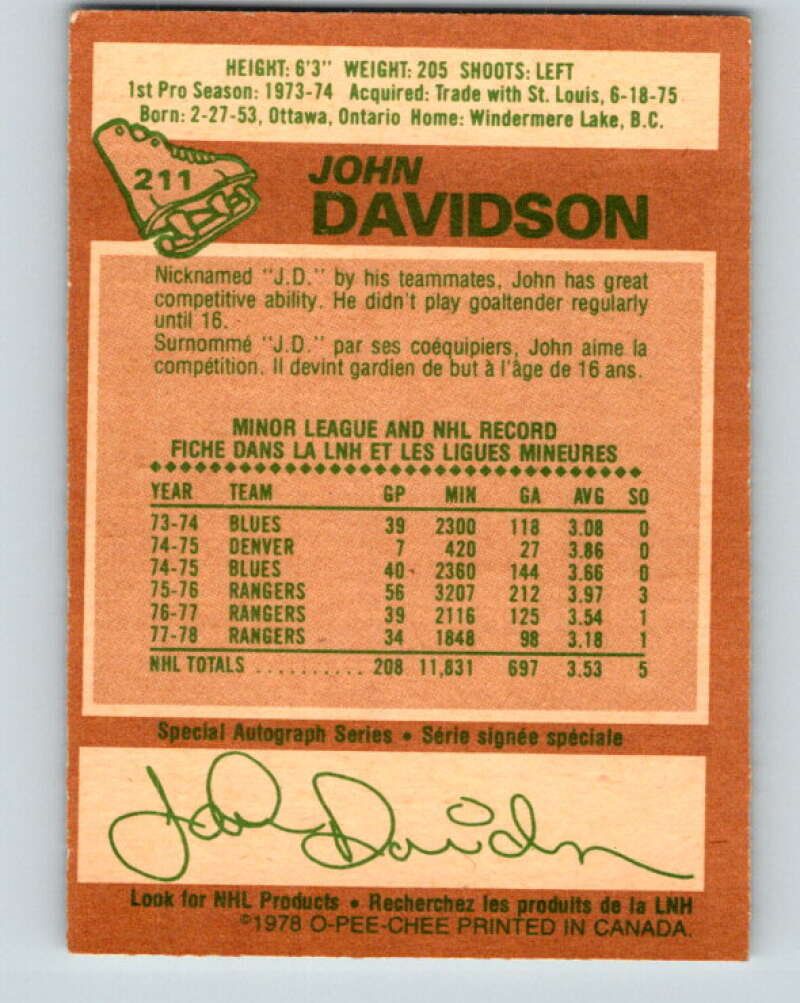 HEIGHT: 6'3" WEIGHT: 205 SHOOTS: LEFT
1st Pro Season: 1973-74 Acquired: Trade with St. Louis, 6-18-75
Born: 2-27-53, Ottawa, Ontario Home: Windermere Lake, B.C.
211
JOHN
DAVIDSON
Nicknamed "J.D." by his teammates, John has great
competitive ability. He didn't play goaltender regularly
until 16.
Surnommé "J.D." par ses coéquipiers, John aime la
compétition. Il devint gardien de but à l'âge de 16 ans.
MINOR LEAGUE AND NHL RECORD
FICHE DANS LA LNH ET LES LIGUES MINEURES
YEAR TEAM GP MIN GA AVG SO
73-74 BLUES 39 2300 118 3.08 0
74-75 DENVER 7 420 27 3.86 0
74-75 BLUES 40 2360 144 3.66 0
75-76 RANGERS 56 3207 212 3.97 3
76-77 RANGERS 39 2116 125 3.54 1
77-78 RANGERS 34 1848 98 3.18 1
NHL TOTALS .......... 208 11,831 697 3.53 5
Special Autograph Series • Série signée spéciale
John Davidson
Look for NHL Products • Recherchez les produits de la LNH
©1978 O-PEE-CHEE PRINTED IN CANADA.